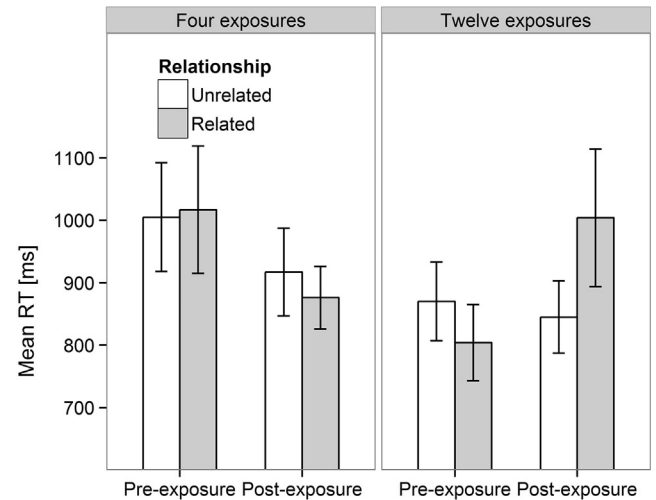 Four exposures
Twelve exposures
Relationship
Unrelated
Related
Mean RT [ms]
1100
1000
900
800
700
Pre-exposure Post-exposure
Pre-exposure Post-exposure